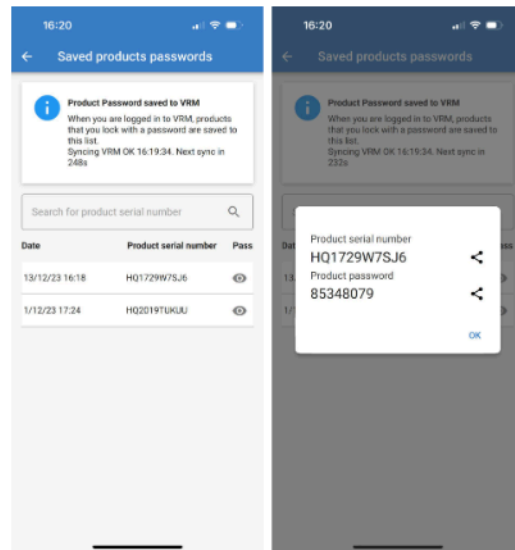 16:20
Saved products passwords
Product Password saved to VRM
When you are logged in to VRM, products
that you lock with a password are saved to
this list.
Syncing VRM OK 16:19:34. Next sync in
248s
Search for product serial number
Date Product serial number Pass
13/12/23 16:18 HQ1729W7SJ6
1/12/23 17:24 HQ2019TUKUU
16:20
Saved products passwords
Product Password saved to VRM
When you are logged in to VRM, products
that you lock with a password are saved to
this list.
Syncing VRM OK 16:19:34. Next sync in
232s
Product serial number
HQ1729W7SJ6
Product password
85348079
OK